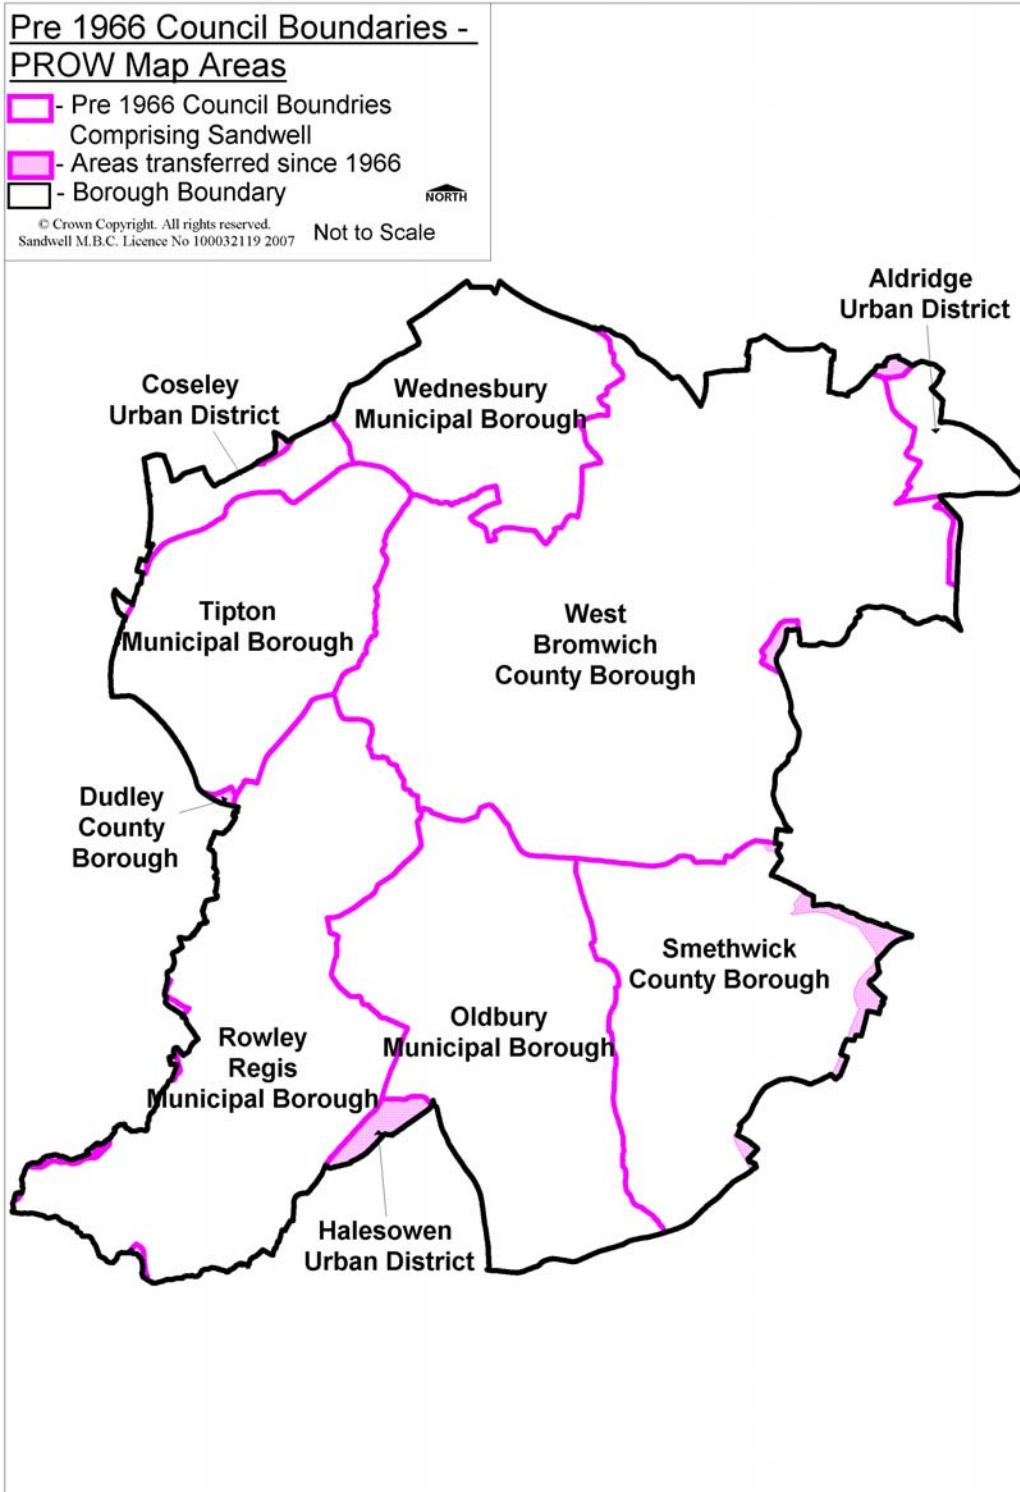 Pre 1966 Council Boundaries -
PROW Map Areas
- Pre 1966 Council Boundries
Comprising Sandwell
- Areas transferred since 1966
- Borough Boundary
NORTH
© Crown Copyright. All rights reserved.
Sandwell M.B.C. Licence No 100032119 2007
Not to Scale
Aldridge
Urban District
Coseley
Urban District
Wednesbury
Municipal Borough
Tipton
Municipal Borough
West
Bromwich
County Borough
Dudley
County
Borough
Smethwick
County Borough
Oldbury
Municipal Borough
Rowley
Regis
Municipal Borough
Halesowen
Urban District